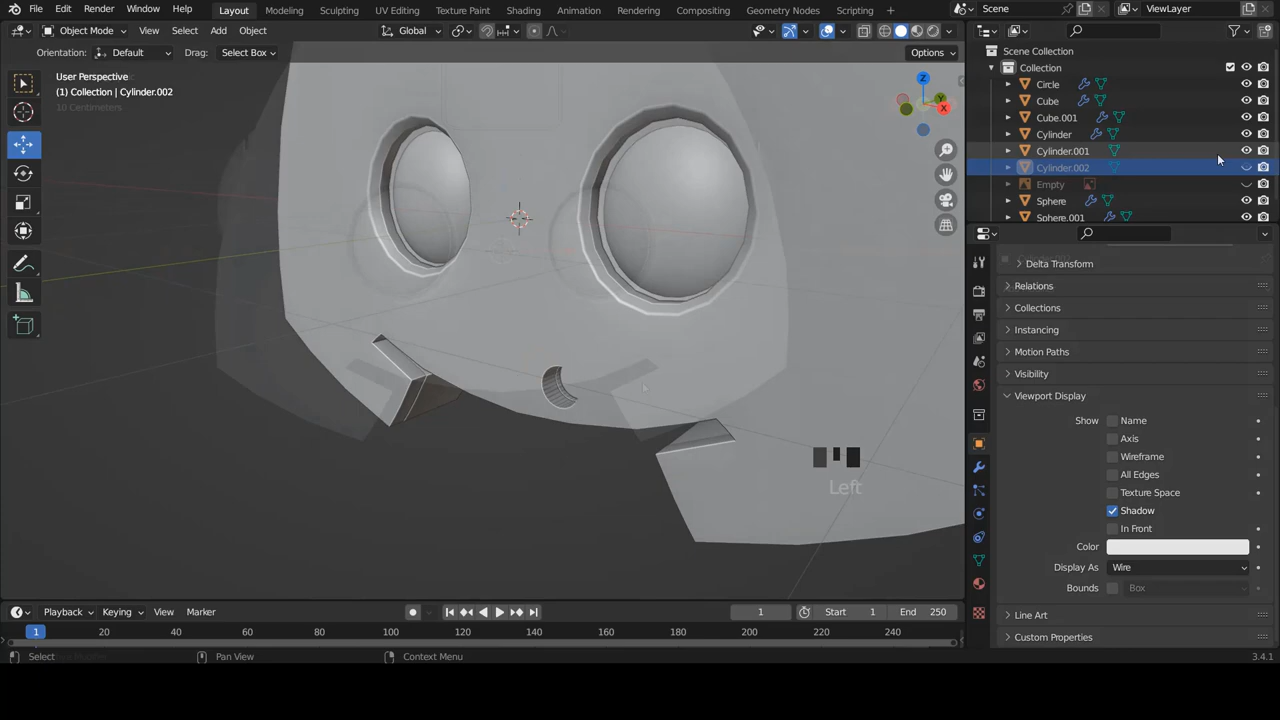 File Edit Render Window Help Layout Modeling Sculpting UV Editing Texture Paint Shading Animation Rendering Compositing Geometry Nodes Scripting Scene ViewLayer
Object Mode View Select Add Object Global
Orientation: Default Drag: Select Box Options
User Perspective
(1) Collection | Cylinder.002
10 Centimeters
Z
Y
X
Left
Scene Collection
Collection
Circle
Cube
Cube.001
Cylinder
Cylinder.001
Cylinder.002
Empty
Sphere
Sphere.001
Delta Transform
Relations
Collections
Instancing
Motion Paths
Visibility
Viewport Display
Show Name
Axis
Wireframe
All Edges
Texture Space
Shadow
In Front
Color
Display As Wire
Bounds Box
Line Art
Custom Properties
Playback Keying View Marker 1 Start 1 End 250
1 20 40 60 80 100 120 140 160 180 200 220 240
Select Pan View Context Menu 3.4.1